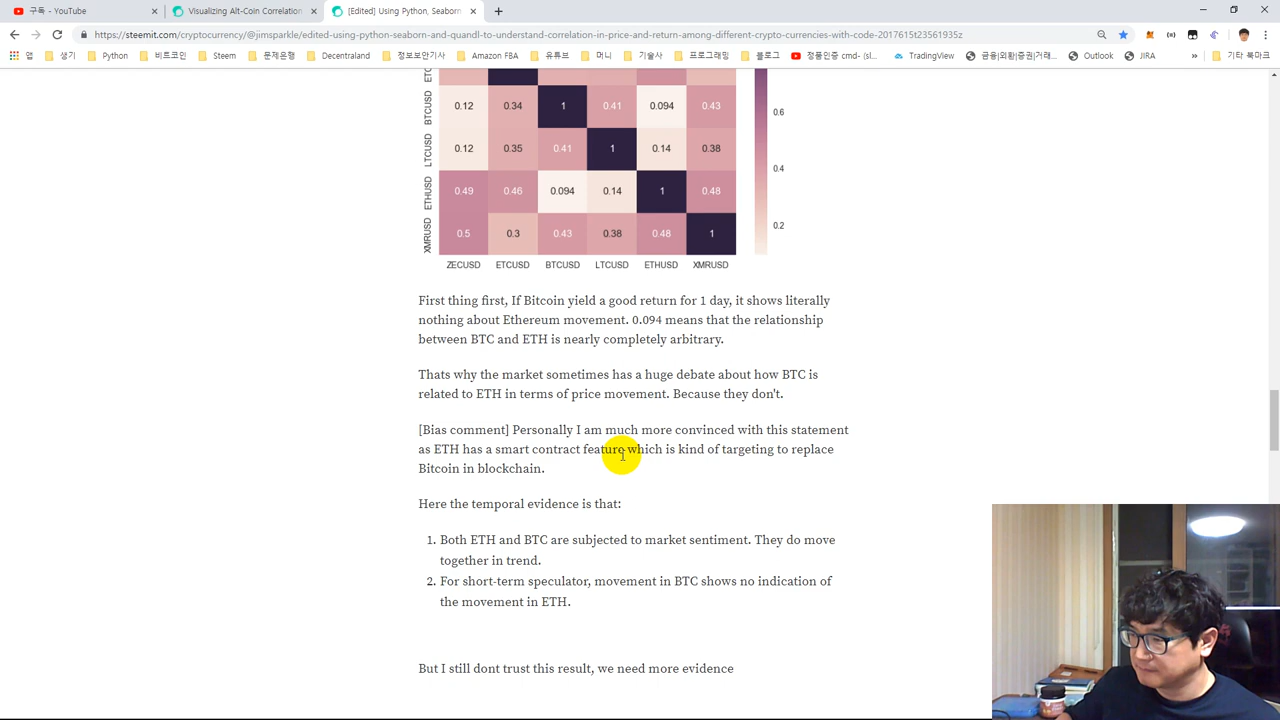 구독 - YouTube
Visualizing Alt-Coin Correlation
[Edited] Using Python, Seaborn
https://steemit.com/cryptocurrency/@jimsparkle/edited-using-python-seaborn-and-quandl-to-understand-correlation-in-price-and-return-among-different-crypto-currencies-with-code-2017615t23561935z
앱 생기 Python 비트코인 Steem 문제은행 Decentraland 정보보안기사 Amazon FBA 유튜브 머니 기술사 프로그래밍 블로그 정품인증 cmd- (sl... TradingView 금융|외환|증권|거래... Outlook JIRA » 기타 북마크
BTCUSD 0.12 0.34 1 0.41 0.094 0.43
0.6
LTCUSD 0.12 0.35 0.41 1 0.14 0.38
0.4
ETHUSD 0.49 0.46 0.094 0.14 1 0.48
0.2
XMRUSD 0.5 0.3 0.43 0.38 0.48 1
ZECUSD ETCUSD BTCUSD LTCUSD ETHUSD XMRUSD
First thing first, If Bitcoin yield a good return for 1 day, it shows literally
nothing about Ethereum movement. 0.094 means that the relationship
between BTC and ETH is nearly completely arbitrary.
Thats why the market sometimes has a huge debate about how BTC is
related to ETH in terms of price movement. Because they don't.
[Bias comment] Personally I am much more convinced with this statement
as ETH has a smart contract feature which is kind of targeting to replace
Bitcoin in blockchain.
Here the temporal evidence is that:
1. Both ETH and BTC are subjected to market sentiment. They do move
together in trend.
2. For short-term speculator, movement in BTC shows no indication of
the movement in ETH.
But I still dont trust this result, we need more evidence